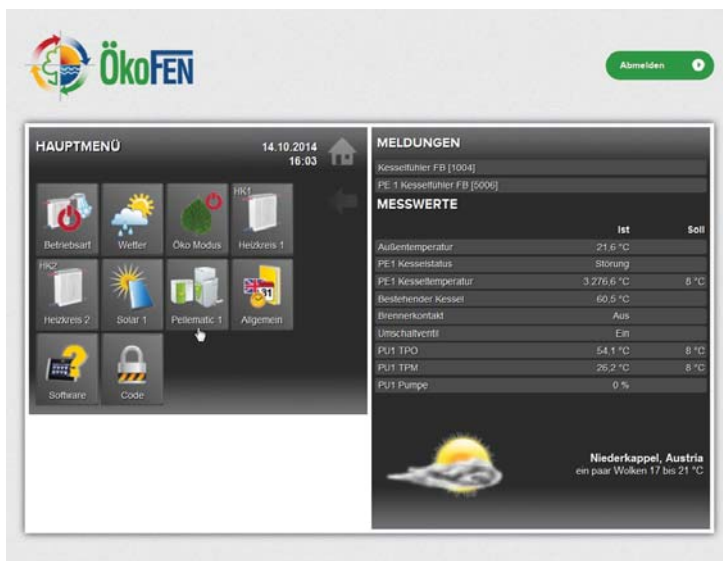 ÖkoFEN
Abmelden
HAUPTMENÜ
14.10.2014
16:03
Betriebsart
Wetter
Öko Modus
HK1
Heizkreis 1
HK2
Heizkreis 2
Solar 1
Pellematic 1
31
Allgemein
Software
Code
MELDUNGEN
Kesselfühler FB [1004]
PE 1 Kesselfühler FB [5006]
MESSWERTE
Ist Soll
Außentemperatur 21,6 °C
PE1 Kesselstatus Störung
PE1 Kesseltemperatur 3.276,6 °C 8 °C
Bestehender Kessel 60,5 °C
Brennerkontakt Aus
Umschaltventil Ein
PU1 TPO 54,1 °C 8 °C
PU1 TPM 26,2 °C 8 °C
PU1 Pumpe 0 %
Niederkappel, Austria
ein paar Wolken 17 bis 21 °C